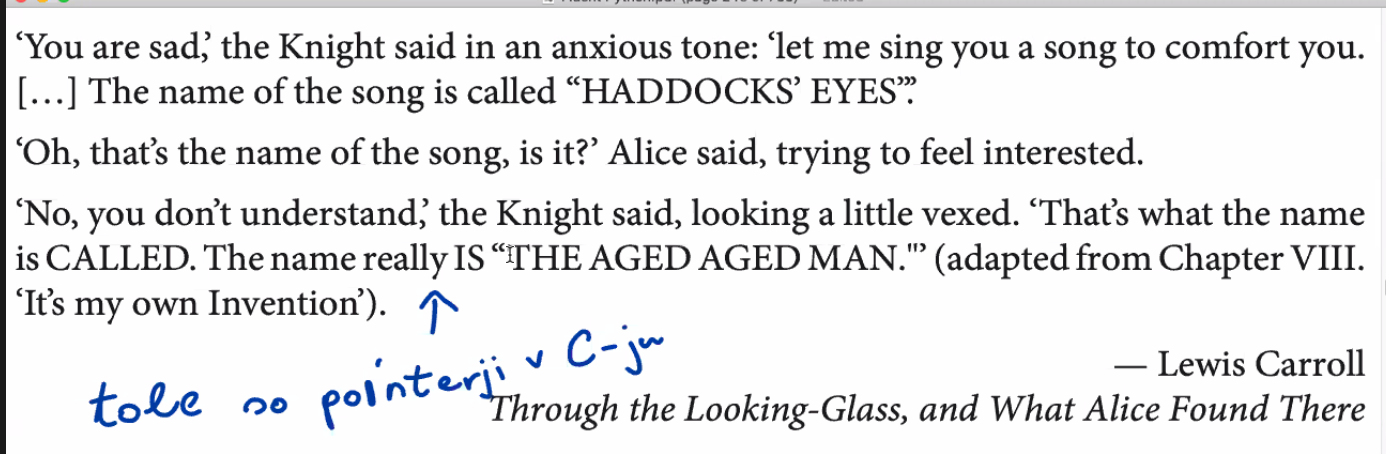 ‘You are sad,’ the Knight said in an anxious tone: ‘let me sing you a song to comfort you.
[…] The name of the song is called “HADDOCKS’ EYES”.’
‘Oh, that’s the name of the song, is it?’ Alice said, trying to feel interested.
‘No, you don’t understand,’ the Knight said, looking a little vexed. ‘That’s what the name
is CALLED. The name really IS “THE AGED AGED MAN."’ (adapted from Chapter VIII.
‘It’s my own Invention’).
tole so pointerji v C-ju
— Lewis Carroll
Through the Looking-Glass, and What Alice Found There